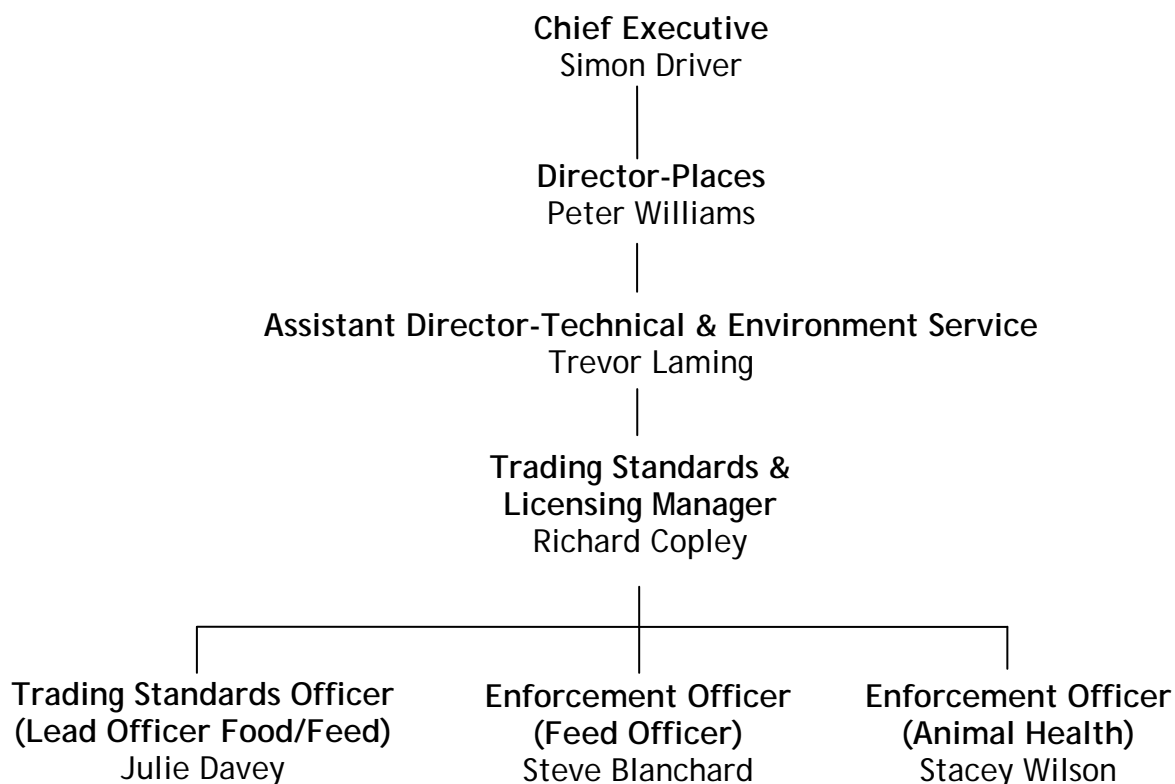 Chief Executive
Simon Driver
Director-Places
Peter Williams
Assistant Director-Technical & Environment Service
Trevor Laming
Trading Standards &
Licensing Manager
Richard Copley
Trading Standards Officer
(Lead Officer Food/Feed)
Julie Davey
Enforcement Officer
(Feed Officer)
Steve Blanchard
Enforcement Officer
(Animal Health)
Stacey Wilson